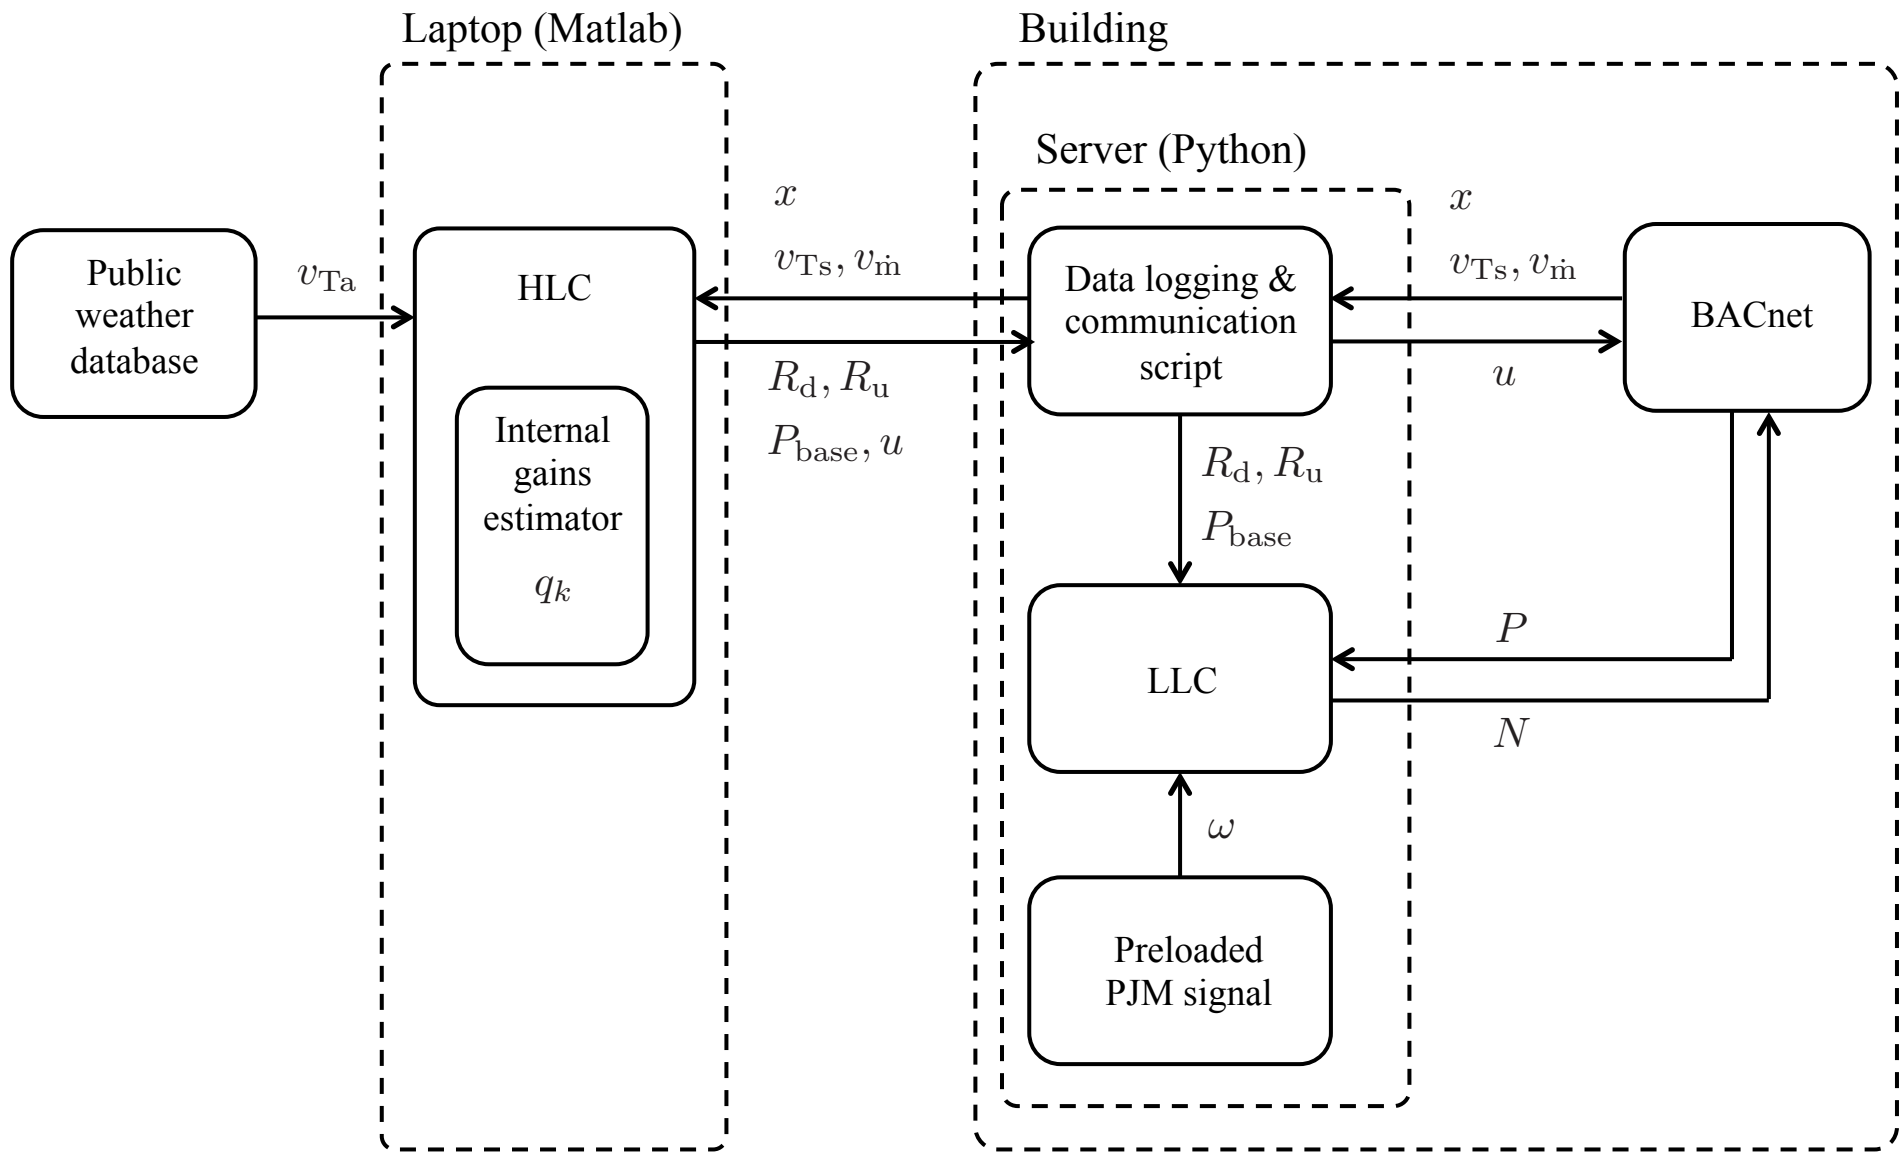 Laptop (Matlab)
Building
Server (Python)
Public
weather
database
v_Ta
HLC
Internal
gains
estimator
q_k
x
v_Ts, v_ṁ
R_d, R_u
P_base, u
Data logging &
communication
script
x
v_Ts, v_ṁ
u
BACnet
R_d, R_u
P_base
LLC
P
N
ω
Preloaded
PJM signal